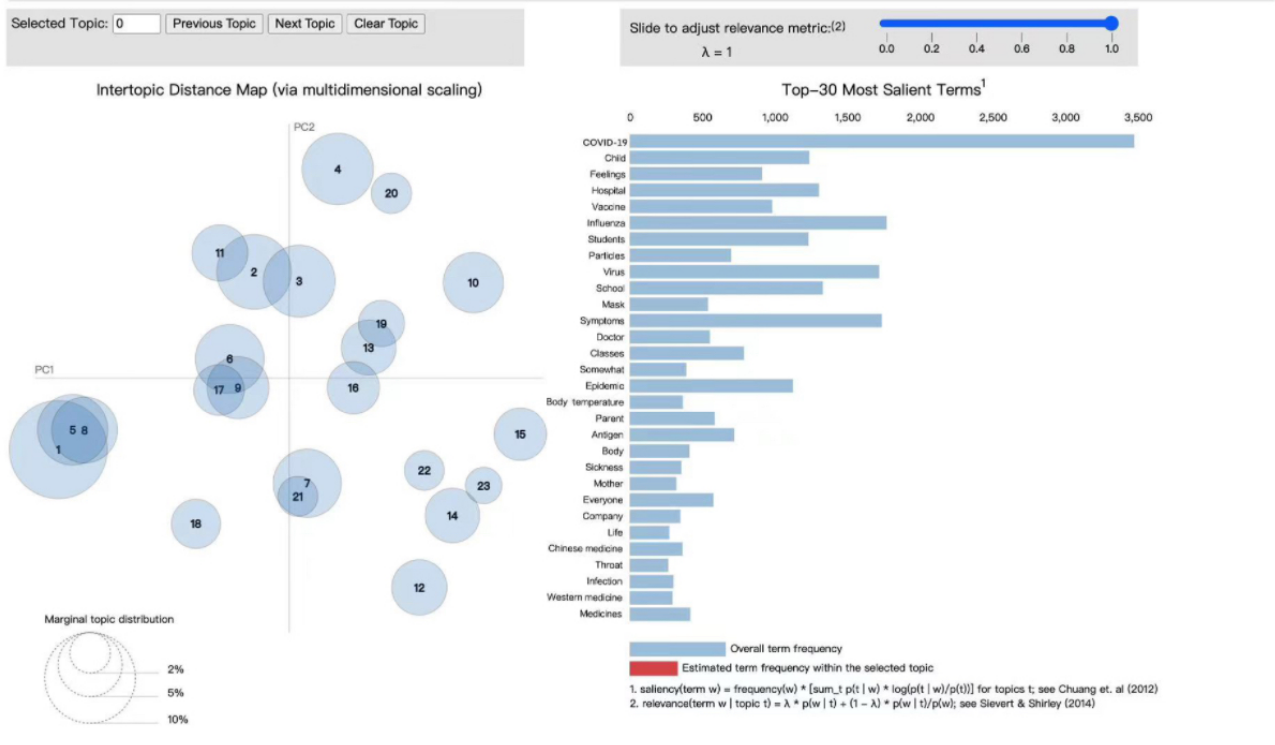 Selected Topic: 0 Previous Topic Next Topic Clear Topic
Slide to adjust relevance metric:(2)
λ = 1
0.0 0.2 0.4 0.6 0.8 1.0
Intertopic Distance Map (via multidimensional scaling)
PC2
PC1
4
20
11
2
3
10
19
13
6
16
17
9
5
8
1
15
22
7
23
21
14
18
12
Marginal topic distribution
2%
5%
10%
Top-30 Most Salient Terms1
0 500 1,000 1,500 2,000 2,500 3,000 3,500
COVID-19
Child
Feelings
Hospital
Vaccine
Influenza
Students
Particles
Virus
School
Mask
Symptoms
Doctor
Classes
Somewhat
Epidemic
Body temperature
Parent
Antigen
Body
Sickness
Mother
Everyone
Company
Life
Chinese medicine
Throat
Infection
Western medicine
Medicines
Overall term frequency
Estimated term frequency within the selected topic
1. saliency(term w) = frequency(w) * [sum_t p(t | w) * log(p(t | w)/p(t))] for topics t; see Chuang et. al (2012)
2. relevance(term w | topic t) = λ * p(w | t) + (1 - λ) * p(w | t)/p(w); see Sievert & Shirley (2014)